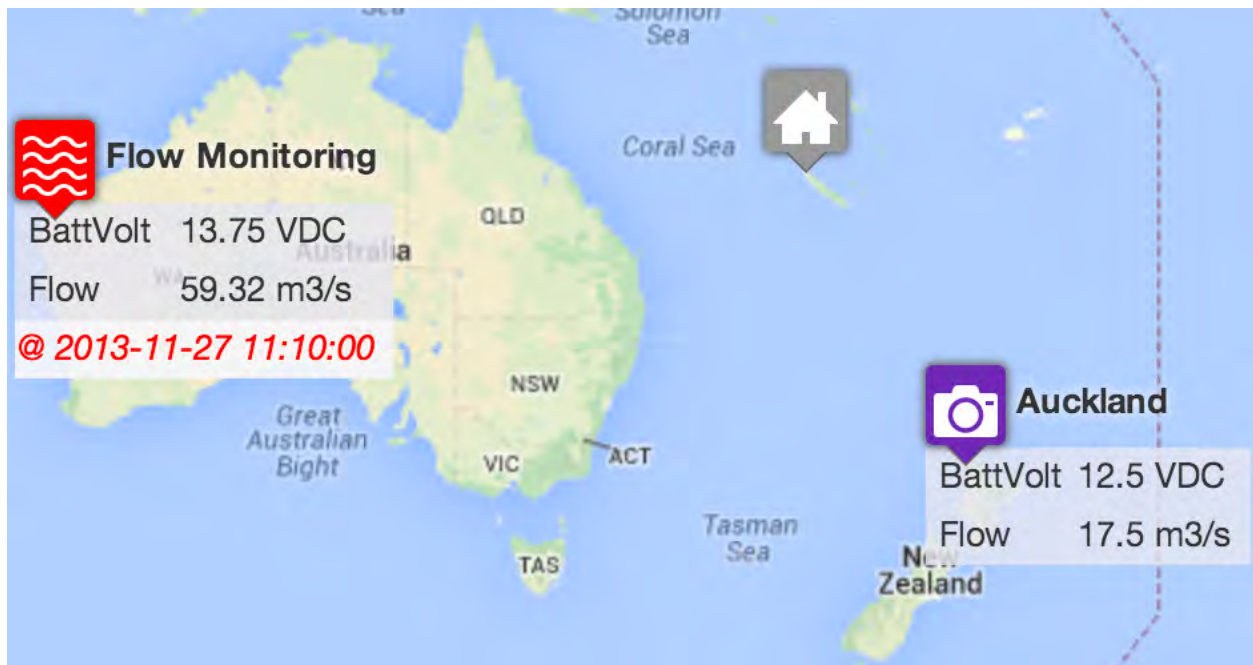 Sea
Solomon
Sea
Coral Sea
Flow Monitoring
BattVolt 13.75 VDC
Flow 59.32 m3/s
@ 2013-11-27 11:10:00
Australia
WA
QLD
NSW
ACT
VIC
TAS
Great
Australian
Bight
Tasman
Sea
Auckland
BattVolt 12.5 VDC
Flow 17.5 m3/s
New
Zealand